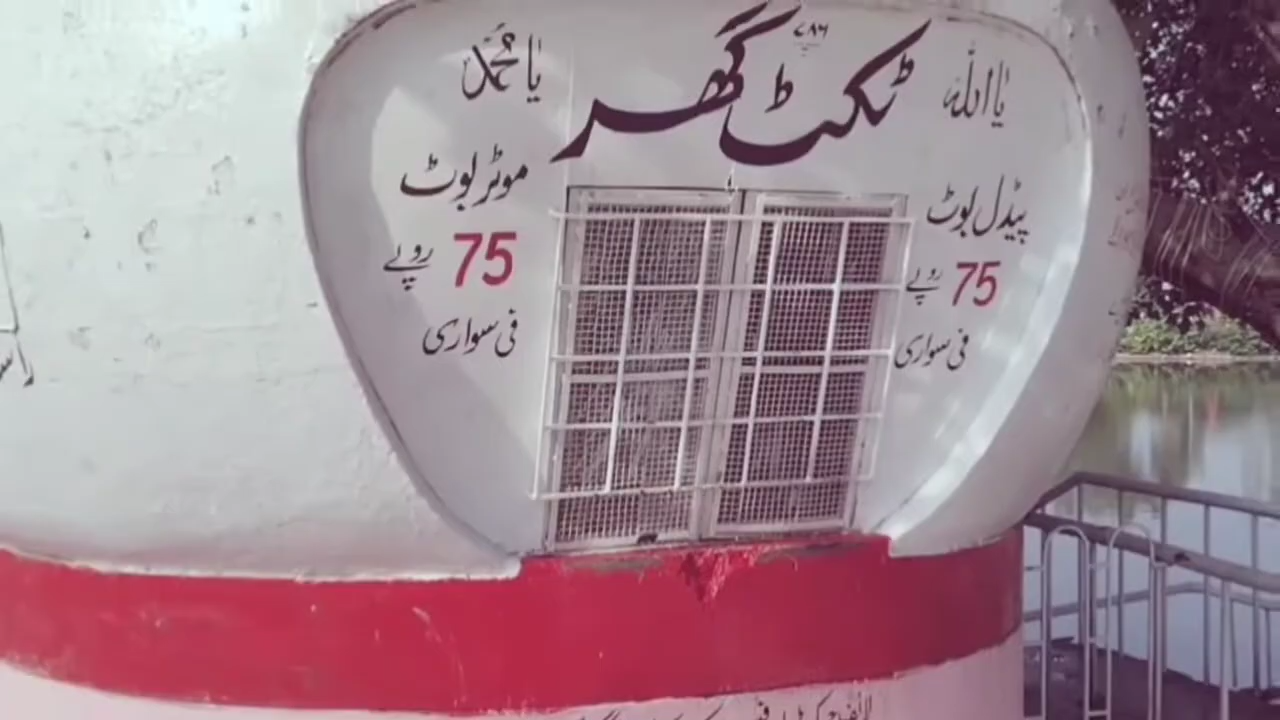 ۷۸۶
یا اللہ
ٹکٹ گھر
یا محمدؐ
پیڈل بوٹ
75 روپے
فی سواری
موٹر بوٹ
75 روپے
فی سواری